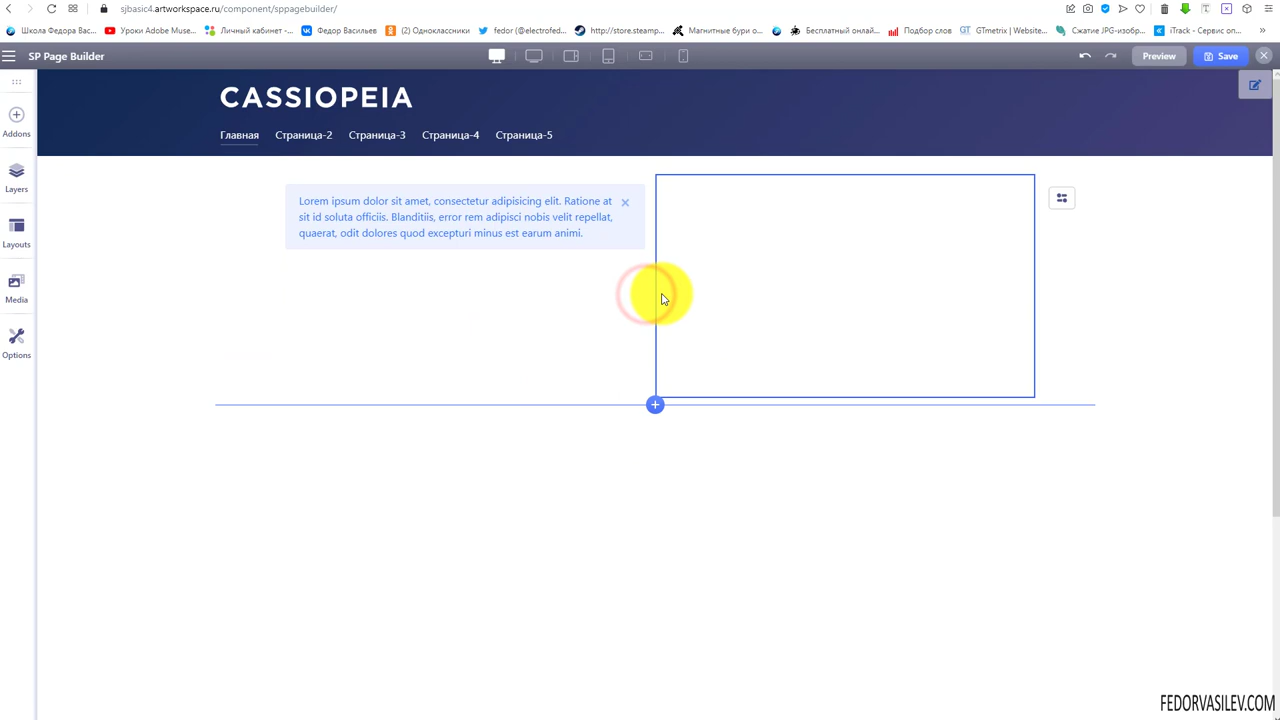 sjbasic4.artworkspace.ru/component/sppagebuilder/
Школа Федора Вас... Уроки Adobe Muse... Личный кабинет -... Федор Васильев (2) Одноклассники fedor (@electrofed... http://store.steamp... Магнитные бури о... Бесплатный онлай... Подбор слов GTmetrix | Website... Сжатие JPG-изобр... iTrack - Сервис оп...
SP Page Builder Preview Save
Addons
Layers
Layouts
Media
Options
CASSIOPEIA
Главная Страница-2 Страница-3 Страница-4 Страница-5
Lorem ipsum dolor sit amet, consectetur adipisicing elit. Ratione at
sit id soluta officiis. Blanditiis, error rem adipisci nobis velit repellat,
quaerat, odit dolores quod excepturi minus est earum animi.
FEDORVASILEV.COM